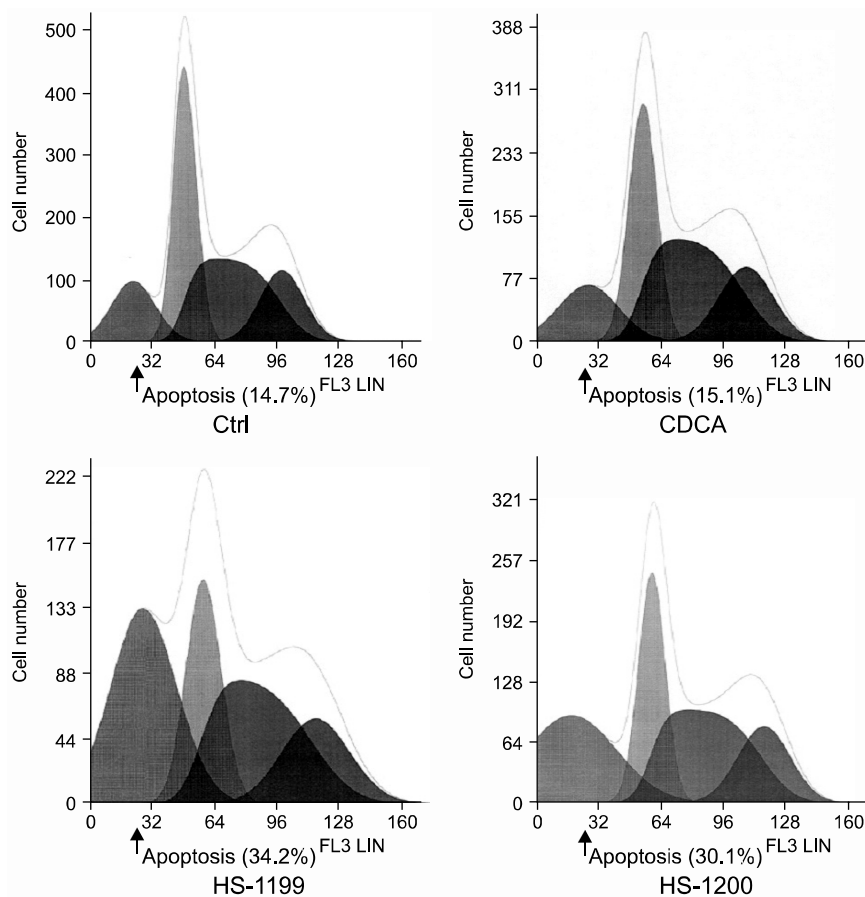 500
400
300
200
100
0
Cell number
0 32 64 96 128 160
FL3 LIN
Apoptosis (14.7%)
Ctrl
388
311
233
155
77
0
Cell number
0 32 64 96 128 160
FL3 LIN
Apoptosis (15.1%)
CDCA
222
177
133
88
44
0
Cell number
0 32 64 96 128 160
FL3 LIN
Apoptosis (34.2%)
HS-1199
321
257
192
128
64
0
Cell number
0 32 64 96 128 160
FL3 LIN
Apoptosis (30.1%)
HS-1200